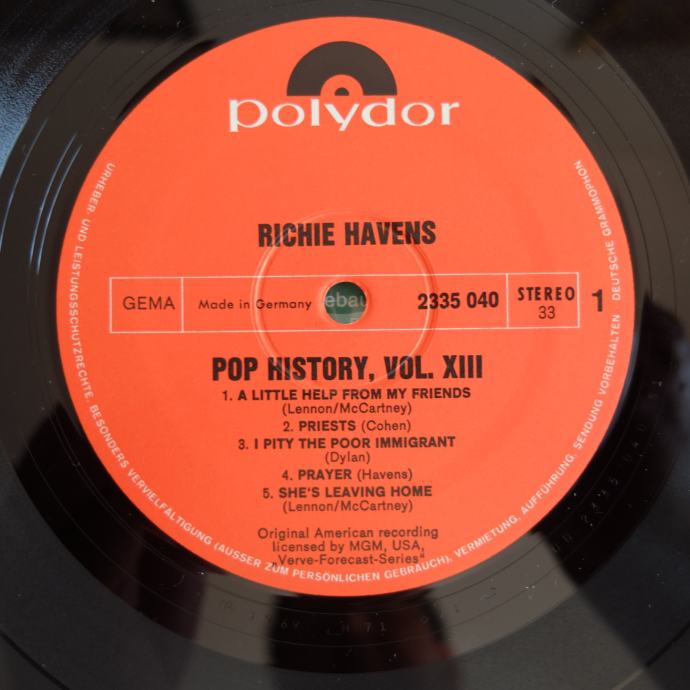 polydor
RICHIE HAVENS
GEMA
Made in Germany
2335 040
STEREO
33
1
POP HISTORY, VOL. XIII
1. A LITTLE HELP FROM MY FRIENDS
(Lennon/McCartney)
2. PRIESTS (Cohen)
3. I PITY THE POOR IMMIGRANT
(Dylan)
4. PRAYER (Havens)
5. SHE'S LEAVING HOME
(Lennon/McCartney)
Original American recording
licensed by MGM, USA,
„Verve-Forecast-Series“
URHEBER- UND LEISTUNGSSCHUTZRECHTE. BESONDERS VERVIELFÄLTIGUNG (AUSSER ZUM PERSÖNLICHEN GEBRAUCH), VERMIETUNG, AUFFÜHRUNG, SENDUNG VORBEHALTEN DEUTSCHE GRAMMOPHON